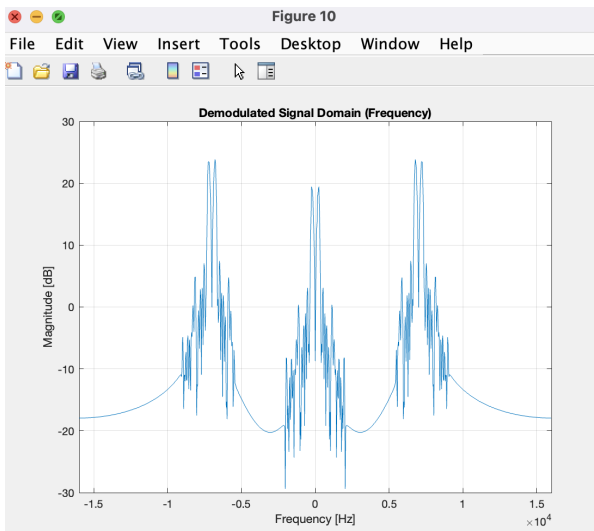 Figure 10
File Edit View Insert Tools Desktop Window Help
Demodulated Signal Domain (Frequency)
30
20
10
0
-10
-20
-30
Magnitude [dB]
-1.5 -1 -0.5 0 0.5 1 1.5
Frequency [Hz]
×10⁴